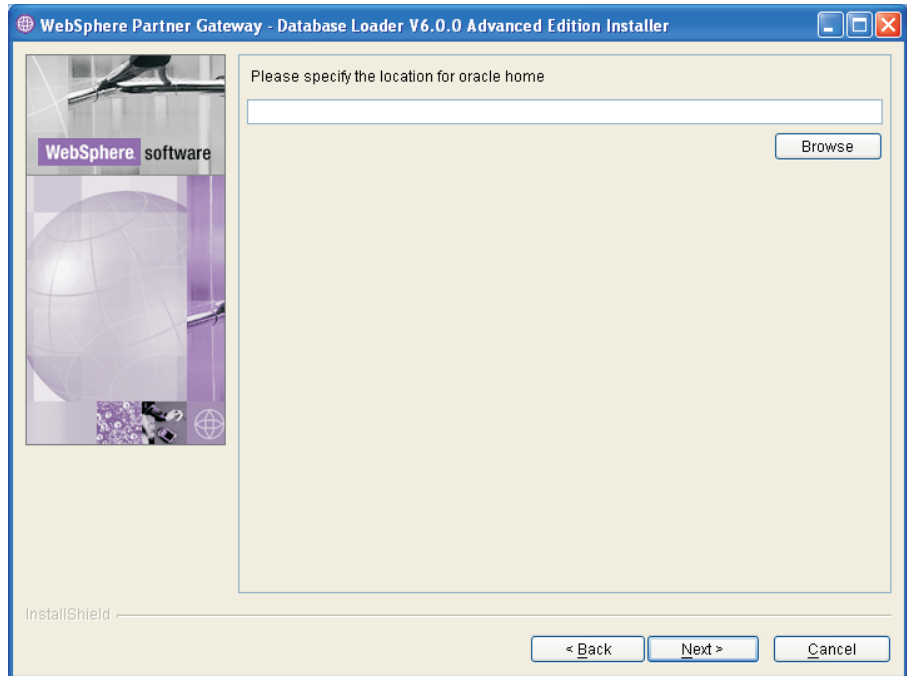 WebSphere Partner Gateway - Database Loader V6.0.0 Advanced Edition Installer
Please specify the location for oracle home
Browse
WebSphere. software
InstallShield
< Back
Next >
Cancel